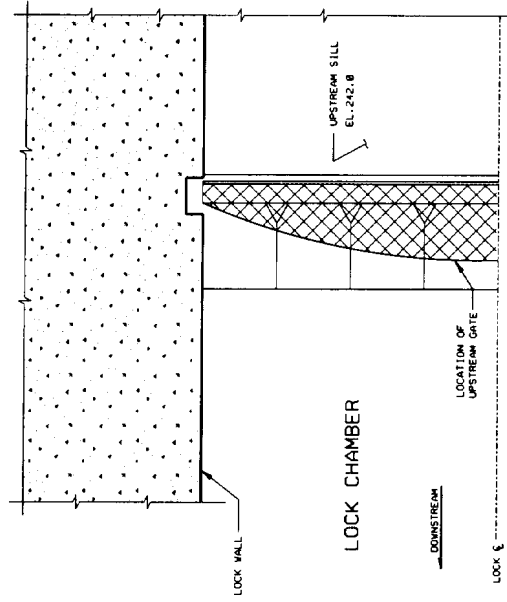 UPSTREAM SILL
EL.242.0
LOCATION OF
UPSTREAM GATE
LOCK CHAMBER
LOCK WALL
DOWNSTREAM
LOCK ℄